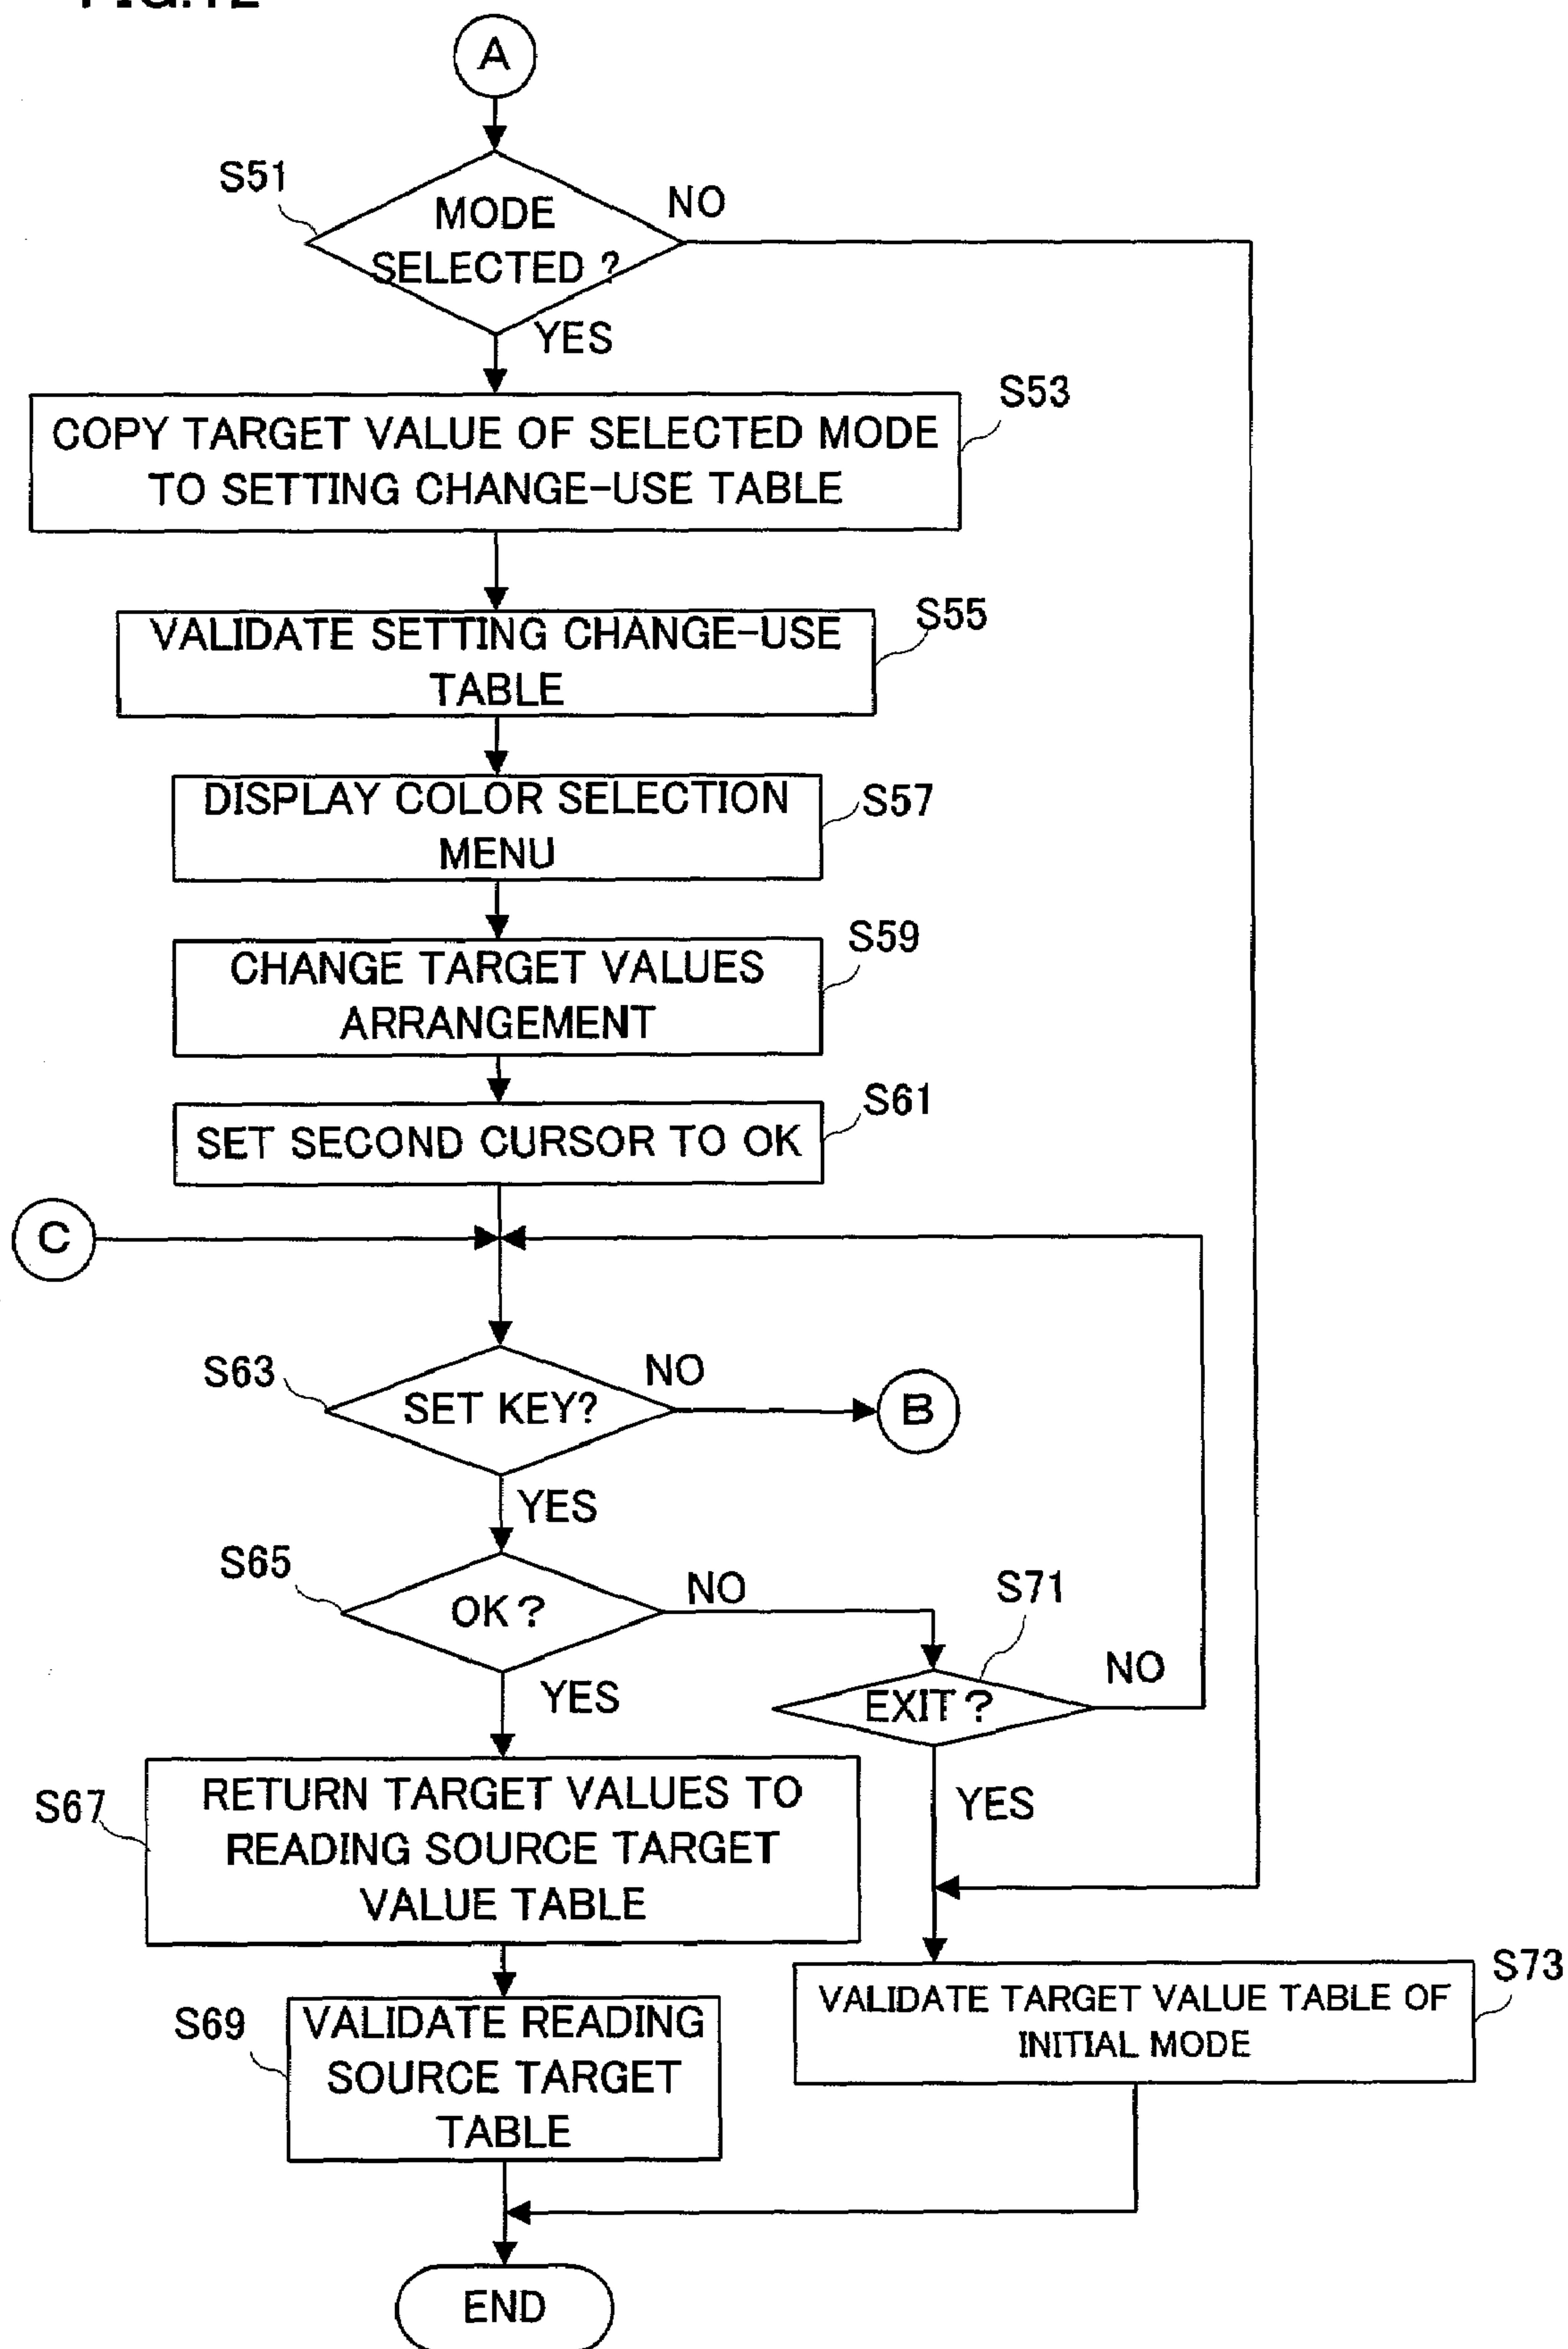 A
S51
MODE
SELECTED ?
NO
YES
S53
COPY TARGET VALUE OF SELECTED MODE
TO SETTING CHANGE-USE TABLE
S55
VALIDATE SETTING CHANGE-USE
TABLE
DISPLAY COLOR SELECTION
MENU
S57
S59
CHANGE TARGET VALUES
ARRANGEMENT
S61
SET SECOND CURSOR TO OK
C
S63
SET KEY?
NO
B
YES
S65
OK ?
NO
S71
EXIT ?
NO
YES
YES
S67
RETURN TARGET VALUES TO
READING SOURCE TARGET
VALUE TABLE
S69
VALIDATE READING
SOURCE TARGET
TABLE
S73
VALIDATE TARGET VALUE TABLE OF
INITIAL MODE
END